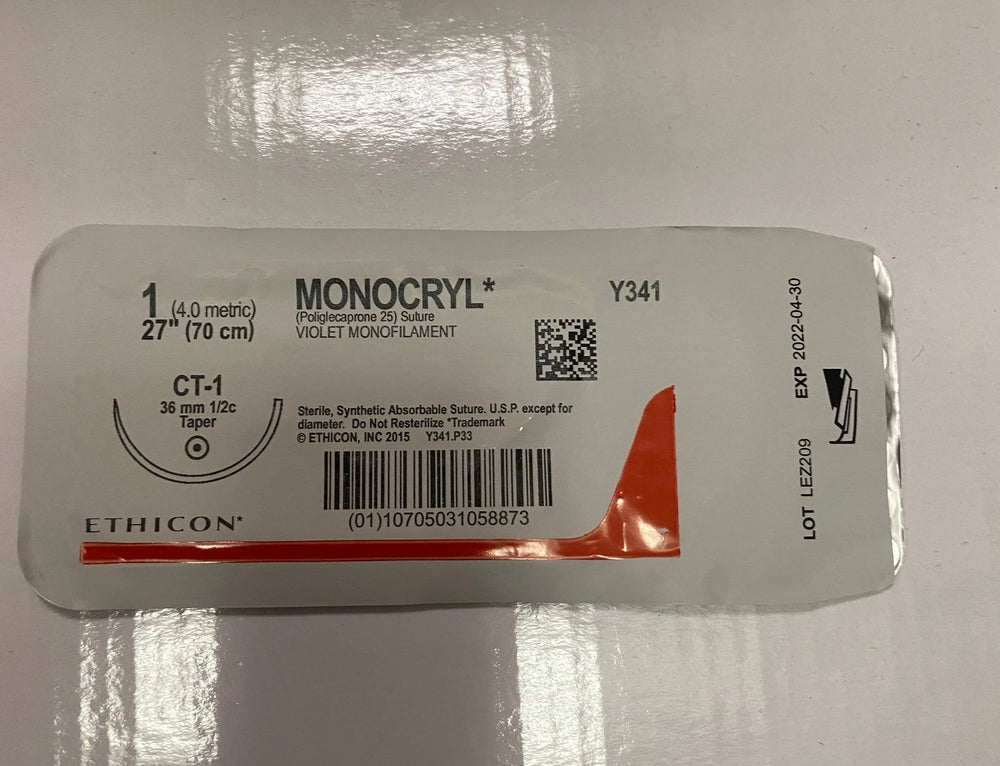 1 (4.0 metric)
27" (70 cm)
MONOCRYL*
(Poliglecaprone 25) Suture
VIOLET MONOFILAMENT
Y341
CT-1
36 mm 1/2c
Taper
Sterile, Synthetic Absorbable Suture. U.S.P. except for
diameter. Do Not Resterilize *Trademark
© ETHICON, INC 2015 Y341.P33
(01)10705031058873
ETHICON*
LOT LEZ209 EXP 2022-04-30